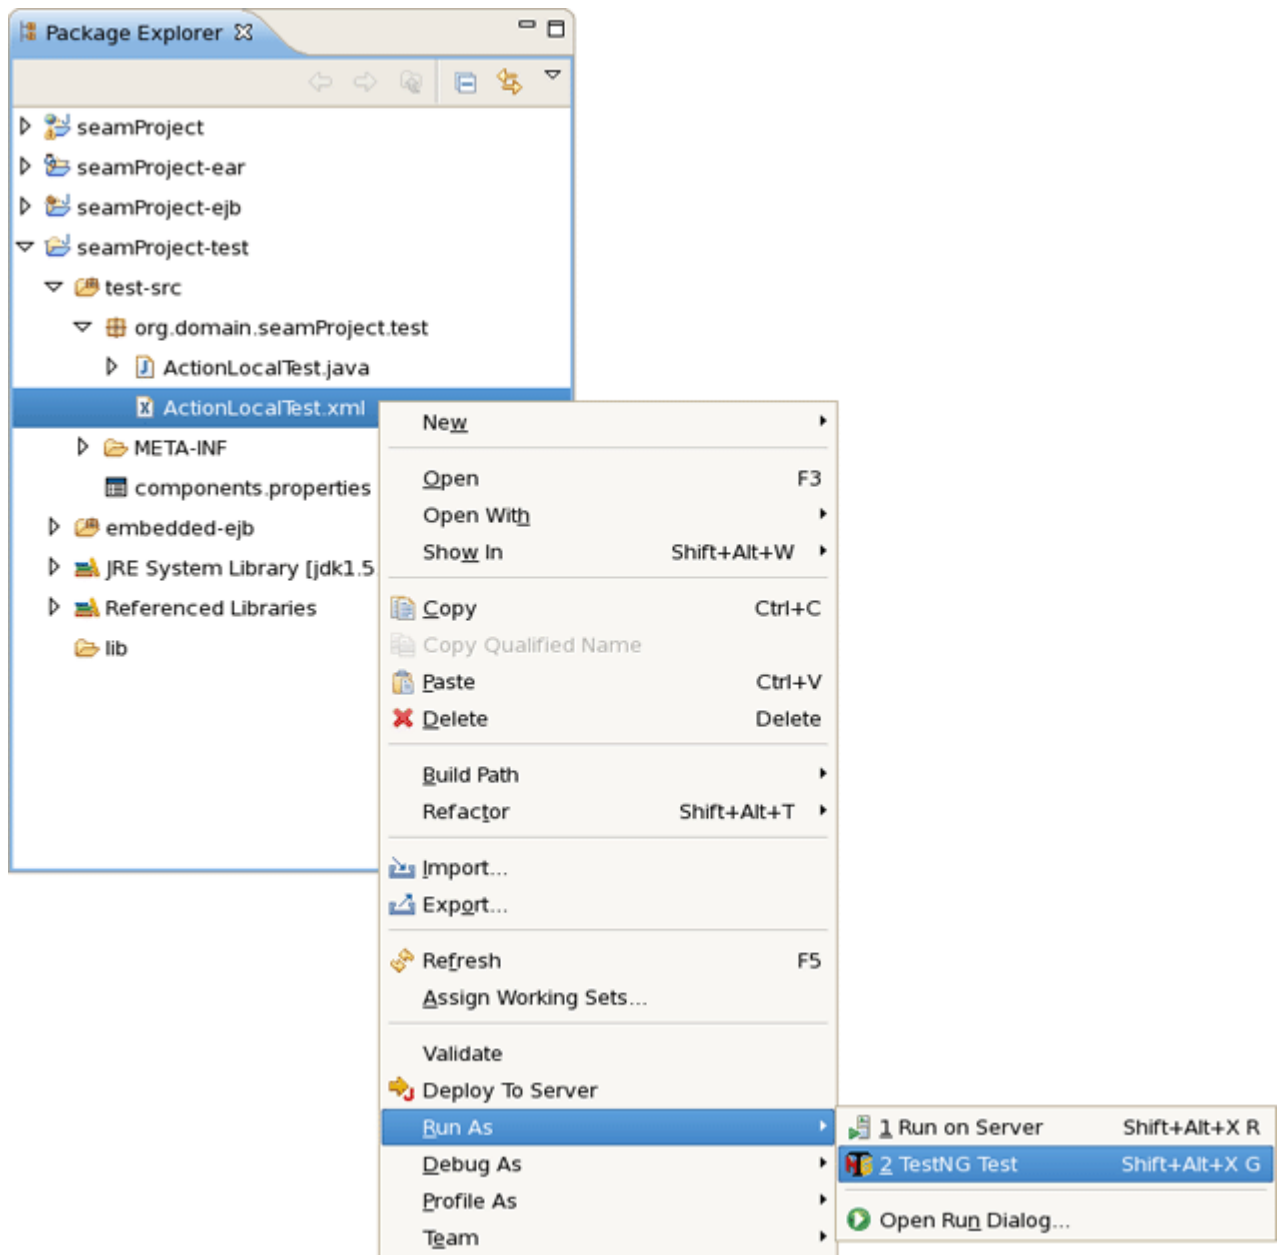 Package Explorer
seamProject
seamProject-ear
seamProject-ejb
seamProject-test
test-src
org.domain.seamProject.test
ActionLocalTest.java
ActionLocalTest.xml
META-INF
components.properties
embedded-ejb
JRE System Library [jdk1.5
Referenced Libraries
lib
New
Open F3
Open With
Show In Shift+Alt+W
Copy Ctrl+C
Copy Qualified Name
Paste Ctrl+V
Delete Delete
Build Path
Refactor Shift+Alt+T
Import...
Export...
Refresh F5
Assign Working Sets...
Validate
Deploy To Server
Run As
Debug As
Profile As
Team
1 Run on Server Shift+Alt+X R
2 TestNG Test Shift+Alt+X G
Open Run Dialog...